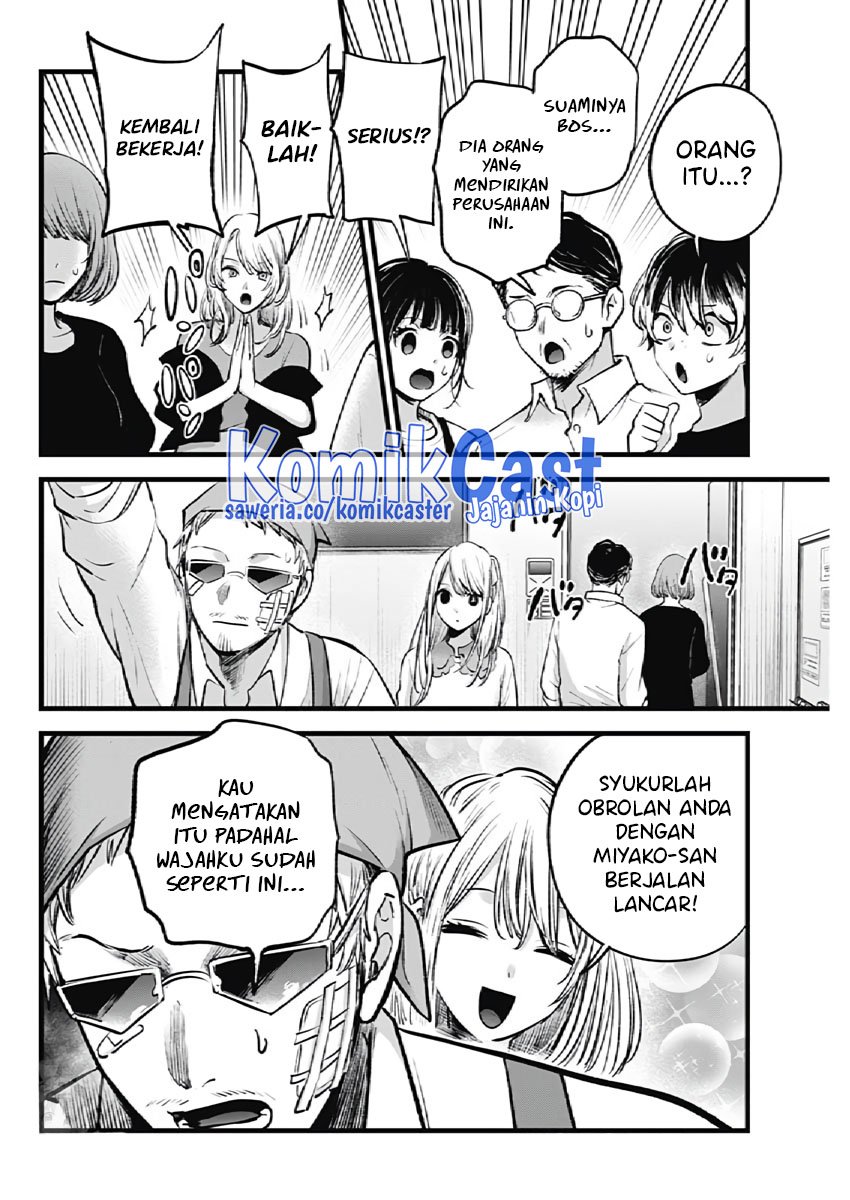 ORANG
ITU...?
SUAMINYA
BOS...
DIA ORANG
YANG
MENDIRIKAN
PERUSAHAAN
INI.
SERIUS!?
BAIK-
LAH!
KEMBALI
BEKERJA!
KomikCast
saweria.co/komikcaster
Jajanin Kopi
バタ
バタ
SYUKURLAH
OBROLAN ANDA
DENGAN
MIYAKO-SAN
BERJALAN
LANCAR!
KAU
MENGATAKAN
ITU PADAHAL
WAJAHKU SUDAH
SEPERTI INI...